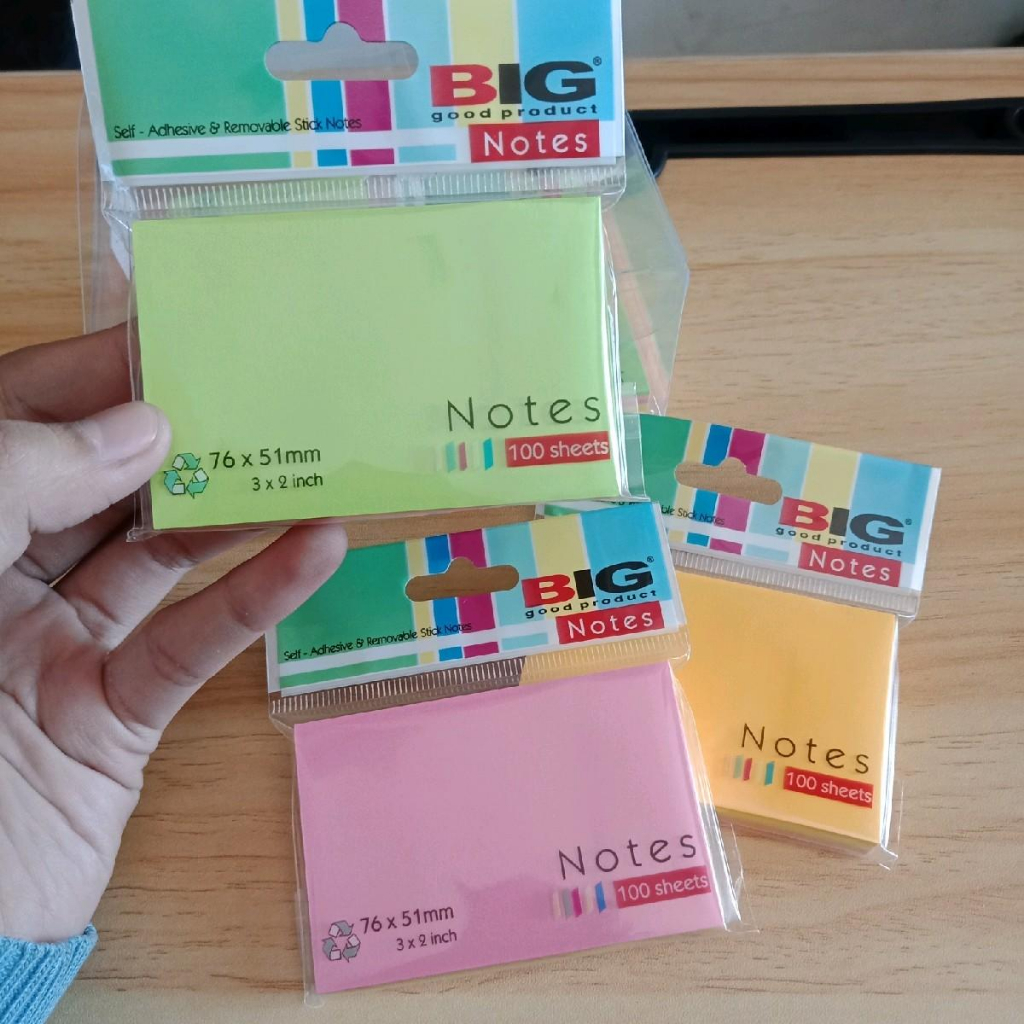 BIG®
good product
Self - Adhesive & Removable Stick Notes
Notes
Notes
100 sheets
76 x 51mm
3 x 2 inch
BIG®
good product
Stick Notes
Notes
Notes
100 sheets
BIG®
good product
Self - Adhesive & Removable Stick Notes
Notes
Notes
100 sheets
76 x 51mm
3 x 2 inch